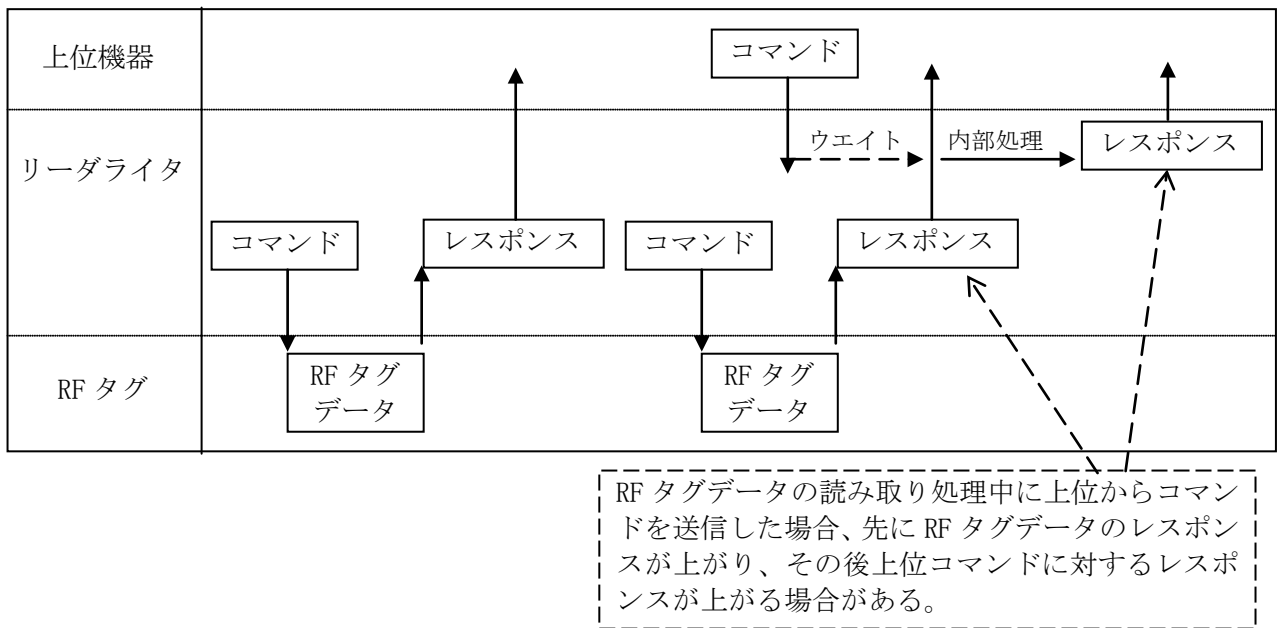 上位機器
コマンド
リーダライタ
ウエイト
内部処理
レスポンス
コマンド
レスポンス
コマンド
レスポンス
RF タグ
RF タグ
データ
RF タグ
データ
RF タグデータの読み取り処理中に上位からコマン
ドを送信した場合、先に RF タグデータのレスポン
スが上がり、その後上位コマンドに対するレスポ
ンスが上がる場合がある。